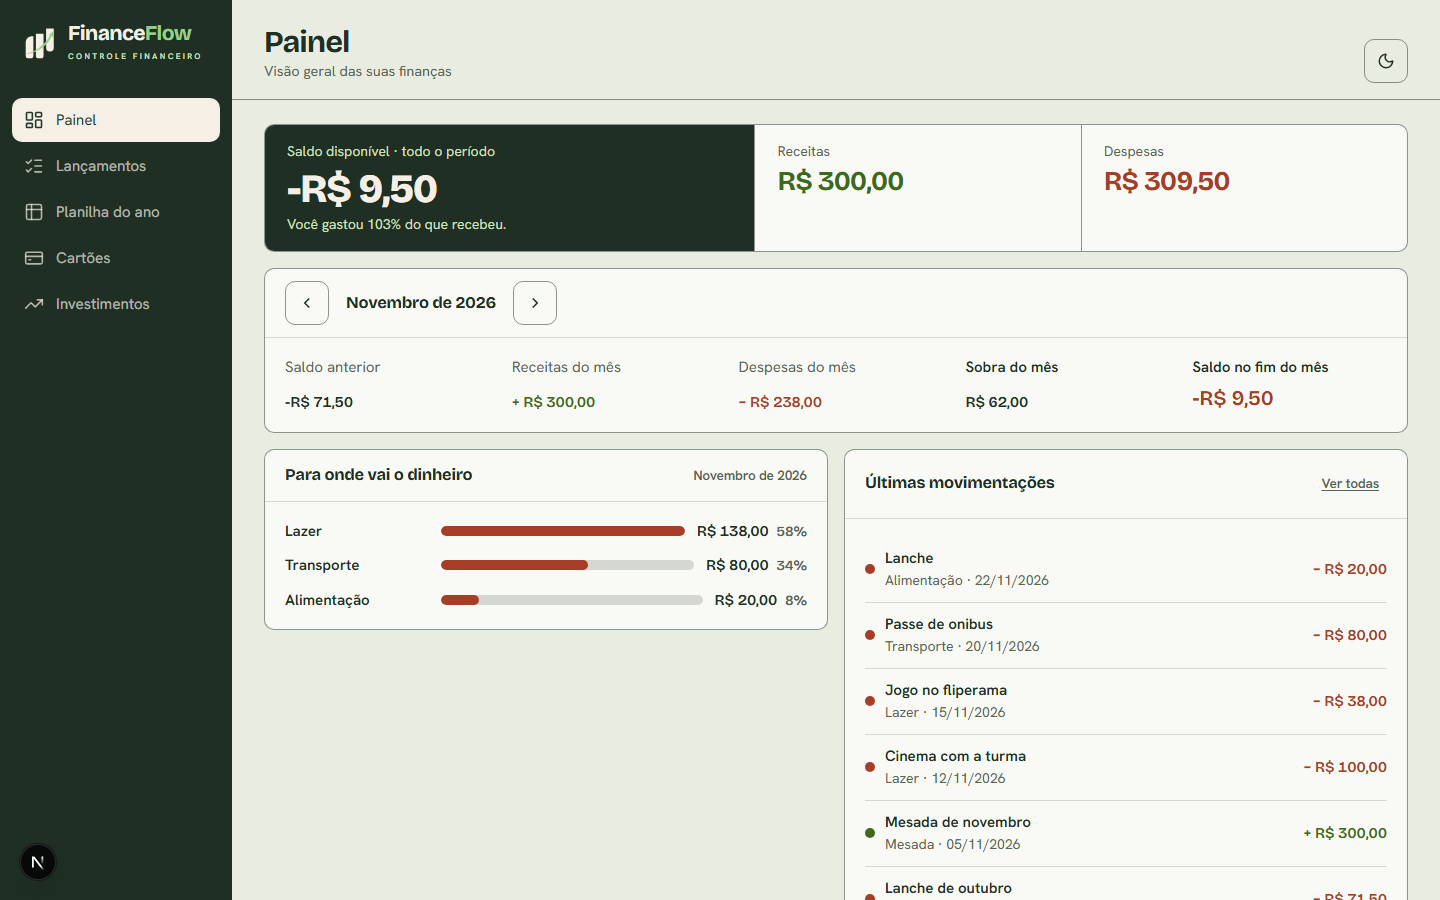 FinanceFlow
CONTROLE FINANCEIRO
Painel
Lançamentos
Planilha do ano
Cartões
Investimentos
N
Painel
Visão geral das suas finanças
Saldo disponível · todo o período
-R$ 9,50
Você gastou 103% do que recebeu.
Receitas
R$ 300,00
Despesas
R$ 309,50
Novembro de 2026
Saldo anterior
-R$ 71,50
Receitas do mês
+ R$ 300,00
Despesas do mês
− R$ 238,00
Sobra do mês
R$ 62,00
Saldo no fim do mês
-R$ 9,50
Para onde vai o dinheiro
Novembro de 2026
Lazer R$ 138,00 58%
Transporte R$ 80,00 34%
Alimentação R$ 20,00 8%
Últimas movimentações
Ver todas
Lanche
Alimentação · 22/11/2026
− R$ 20,00
Passe de onibus
Transporte · 20/11/2026
− R$ 80,00
Jogo no fliperama
Lazer · 15/11/2026
− R$ 38,00
Cinema com a turma
Lazer · 12/11/2026
− R$ 100,00
Mesada de novembro
Mesada · 05/11/2026
+ R$ 300,00
Lanche de outubro
− R$ 71,50